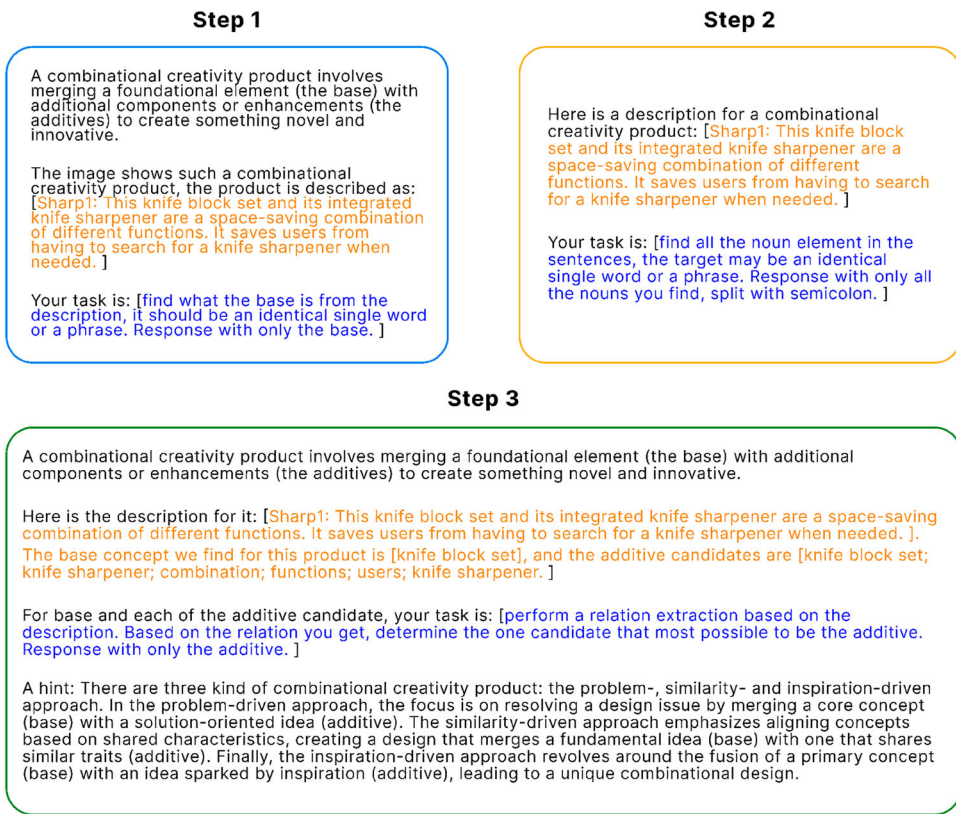 Step 1
A combinational creativity product involves
merging a foundational element (the base) with
additional components or enhancements (the
additives) to create something novel and
innovative.
The image shows such a combinational
creativity product, the product is described as:
[Sharp1: This knife block set and its integrated
knife sharpener are a space-saving combination
of different functions. It saves users from
having to search for a knife sharpener when
needed. ]
Your task is: [find what the base is from the
description, it should be an identical single word
or a phrase. Response with only the base. ]
Step 2
Here is a description for a combinational
creativity product: [Sharp1: This knife block
set and its integrated knife sharpener are a
space-saving combination of different
functions. It saves users from having to search
for a knife sharpener when needed. ]
Your task is: [find all the noun element in the
sentences, the target may be an identical
single word or a phrase. Response with only all
the nouns you find, split with semicolon. ]
Step 3
A combinational creativity product involves merging a foundational element (the base) with additional
components or enhancements (the additives) to create something novel and innovative.
Here is the description for it: [Sharp1: This knife block set and its integrated knife sharpener are a space-saving
combination of different functions. It saves users from having to search for a knife sharpener when needed. ].
The base concept we find for this product is [knife block set], and the additive candidates are [knife block set;
knife sharpener; combination; functions; users; knife sharpener. ]
For base and each of the additive candidate, your task is: [perform a relation extraction based on the
description. Based on the relation you get, determine the one candidate that most possible to be the additive.
Response with only the additive. ]
A hint: There are three kind of combinational creativity product: the problem-, similarity- and inspiration-driven
approach. In the problem-driven approach, the focus is on resolving a design issue by merging a core concept
(base) with a solution-oriented idea (additive). The similarity-driven approach emphasizes aligning concepts
based on shared characteristics, creating a design that merges a fundamental idea (base) with one that shares
similar traits (additive). Finally, the inspiration-driven approach revolves around the fusion of a primary concept
(base) with an idea sparked by inspiration (additive), leading to a unique combinational design.